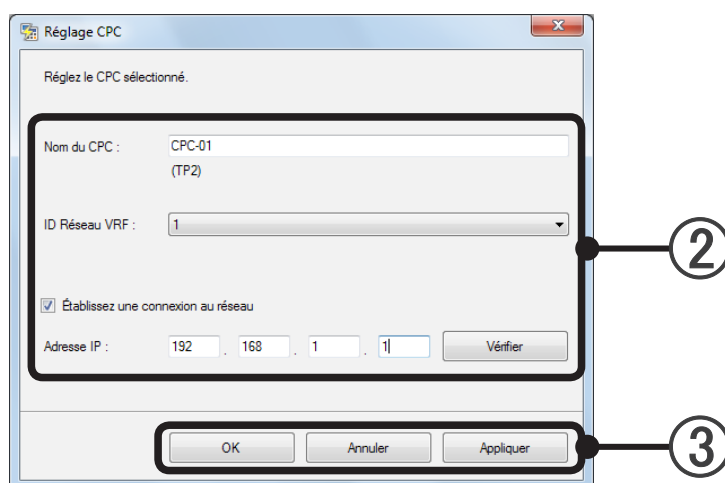 Réglage CPC
Réglez le CPC sélectionné.
Nom du CPC : CPC-01
(TP2)
ID Réseau VRF : 1
2
Établissez une connexion au réseau
Adresse IP : 192 . 168 . 1 . 1 Vérifier
OK Annuler Appliquer
3